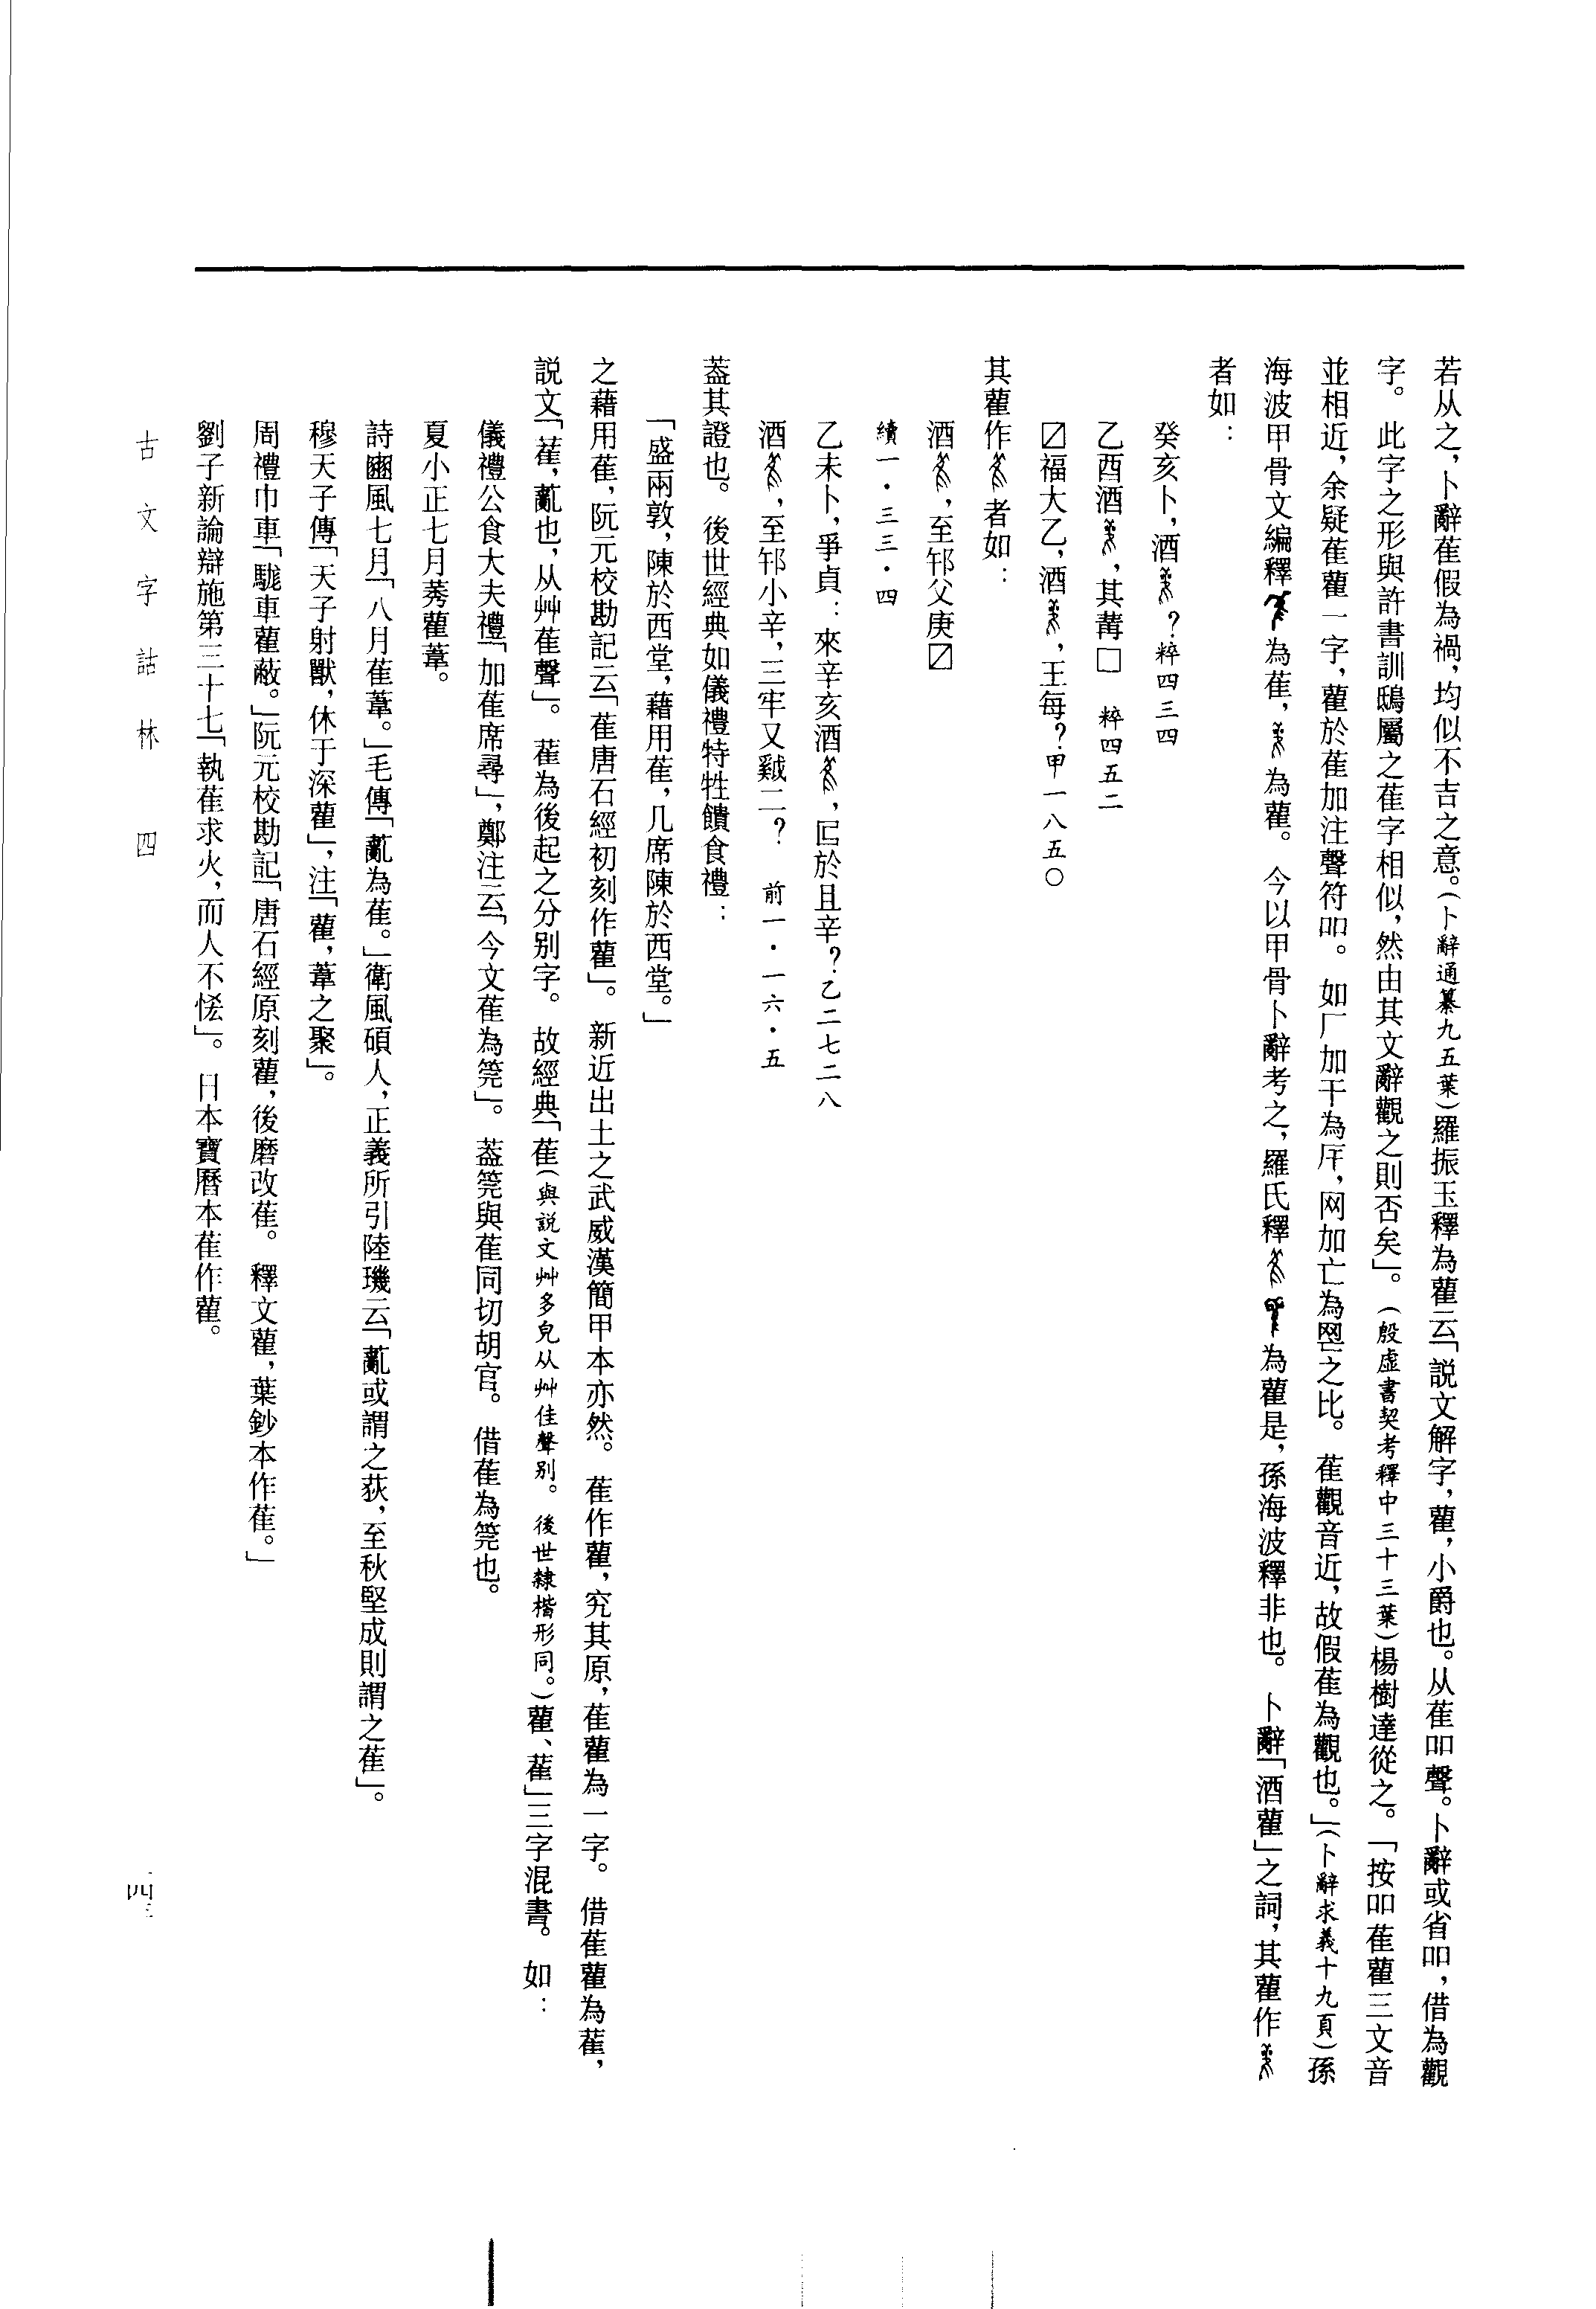 若从之，卜辭萑假為禍，均似不吉之意。（卜辭通纂九五葉）羅振玉釋為雚云「説文解字，雚，小爵也。从萑吅聲。卜辭或省吅，借為觀
字。此字之形與許書訓鴟屬之萑字相似，然由其文辭觀之則否矣」。（殷虛書契考釋中三十三葉）楊樹達從之。「按吅萑雚三文音
並相近，余疑萑雚一字，雚於萑加注聲符吅。如厂加干為厈，网加亡為䍏之比。萑觀音近，故假萑為觀也。」（卜辭求義十九頁）孫
海波甲骨文編釋為萑，為雚。今以甲骨卜辭考之，羅氏釋為雚是，孫海波釋非也。卜辭「酒雚」之詞，其雚作
者如：
癸亥卜，酒？粹四三四
乙酉酒，其冓□ 粹四五二
☒福大乙，酒，王每？甲一八五〇
其雚作者如：
酒，至邘父庚☒
續一·三三·四
乙未卜，爭貞：來辛亥酒，匚於且辛？乙二七二八
酒，至邘小辛，三牢又二？ 前一·一六·五
葢其證也。後世經典如儀禮特牲饋食禮：
「盛兩敦，陳於西堂，藉用萑，几席陳於西堂。」
之藉用萑，阮元校勘記云「萑唐石經初刻作雚」。新近出土之武威漢簡甲本亦然。萑作雚，究其原，萑雚為一字。借萑雚為萑，
説文「萑，薍也，从艸萑聲」。萑為後起之分别字。故經典「萑（與説文艸多皃从艸隹聲别。後世隸楷形同。）雚、萑」三字混書。如：
儀禮公食大夫禮「加萑席尋」，鄭注云「今文萑為莞」。葢莞與萑同切胡官。借萑為莞也。
夏小正七月莠雚葦。
詩豳風七月「八月萑葦。」毛傳「薍為萑。」衛風碩人，正義所引陸璣云「薍或謂之荻，至秋堅成則謂之萑」。
穆天子傳「天子射獸，休于深雚」，注「雚，葦之聚」。
周禮巾車「駹車雚蔽。」阮元校勘記「唐石經原刻雚，後磨改萑。釋文雚，葉鈔本作萑。」
劉子新論辯施第三十七「執萑求火，而人不恡」。日本寶曆本萑作雚。
古文字詁林 四
一四三